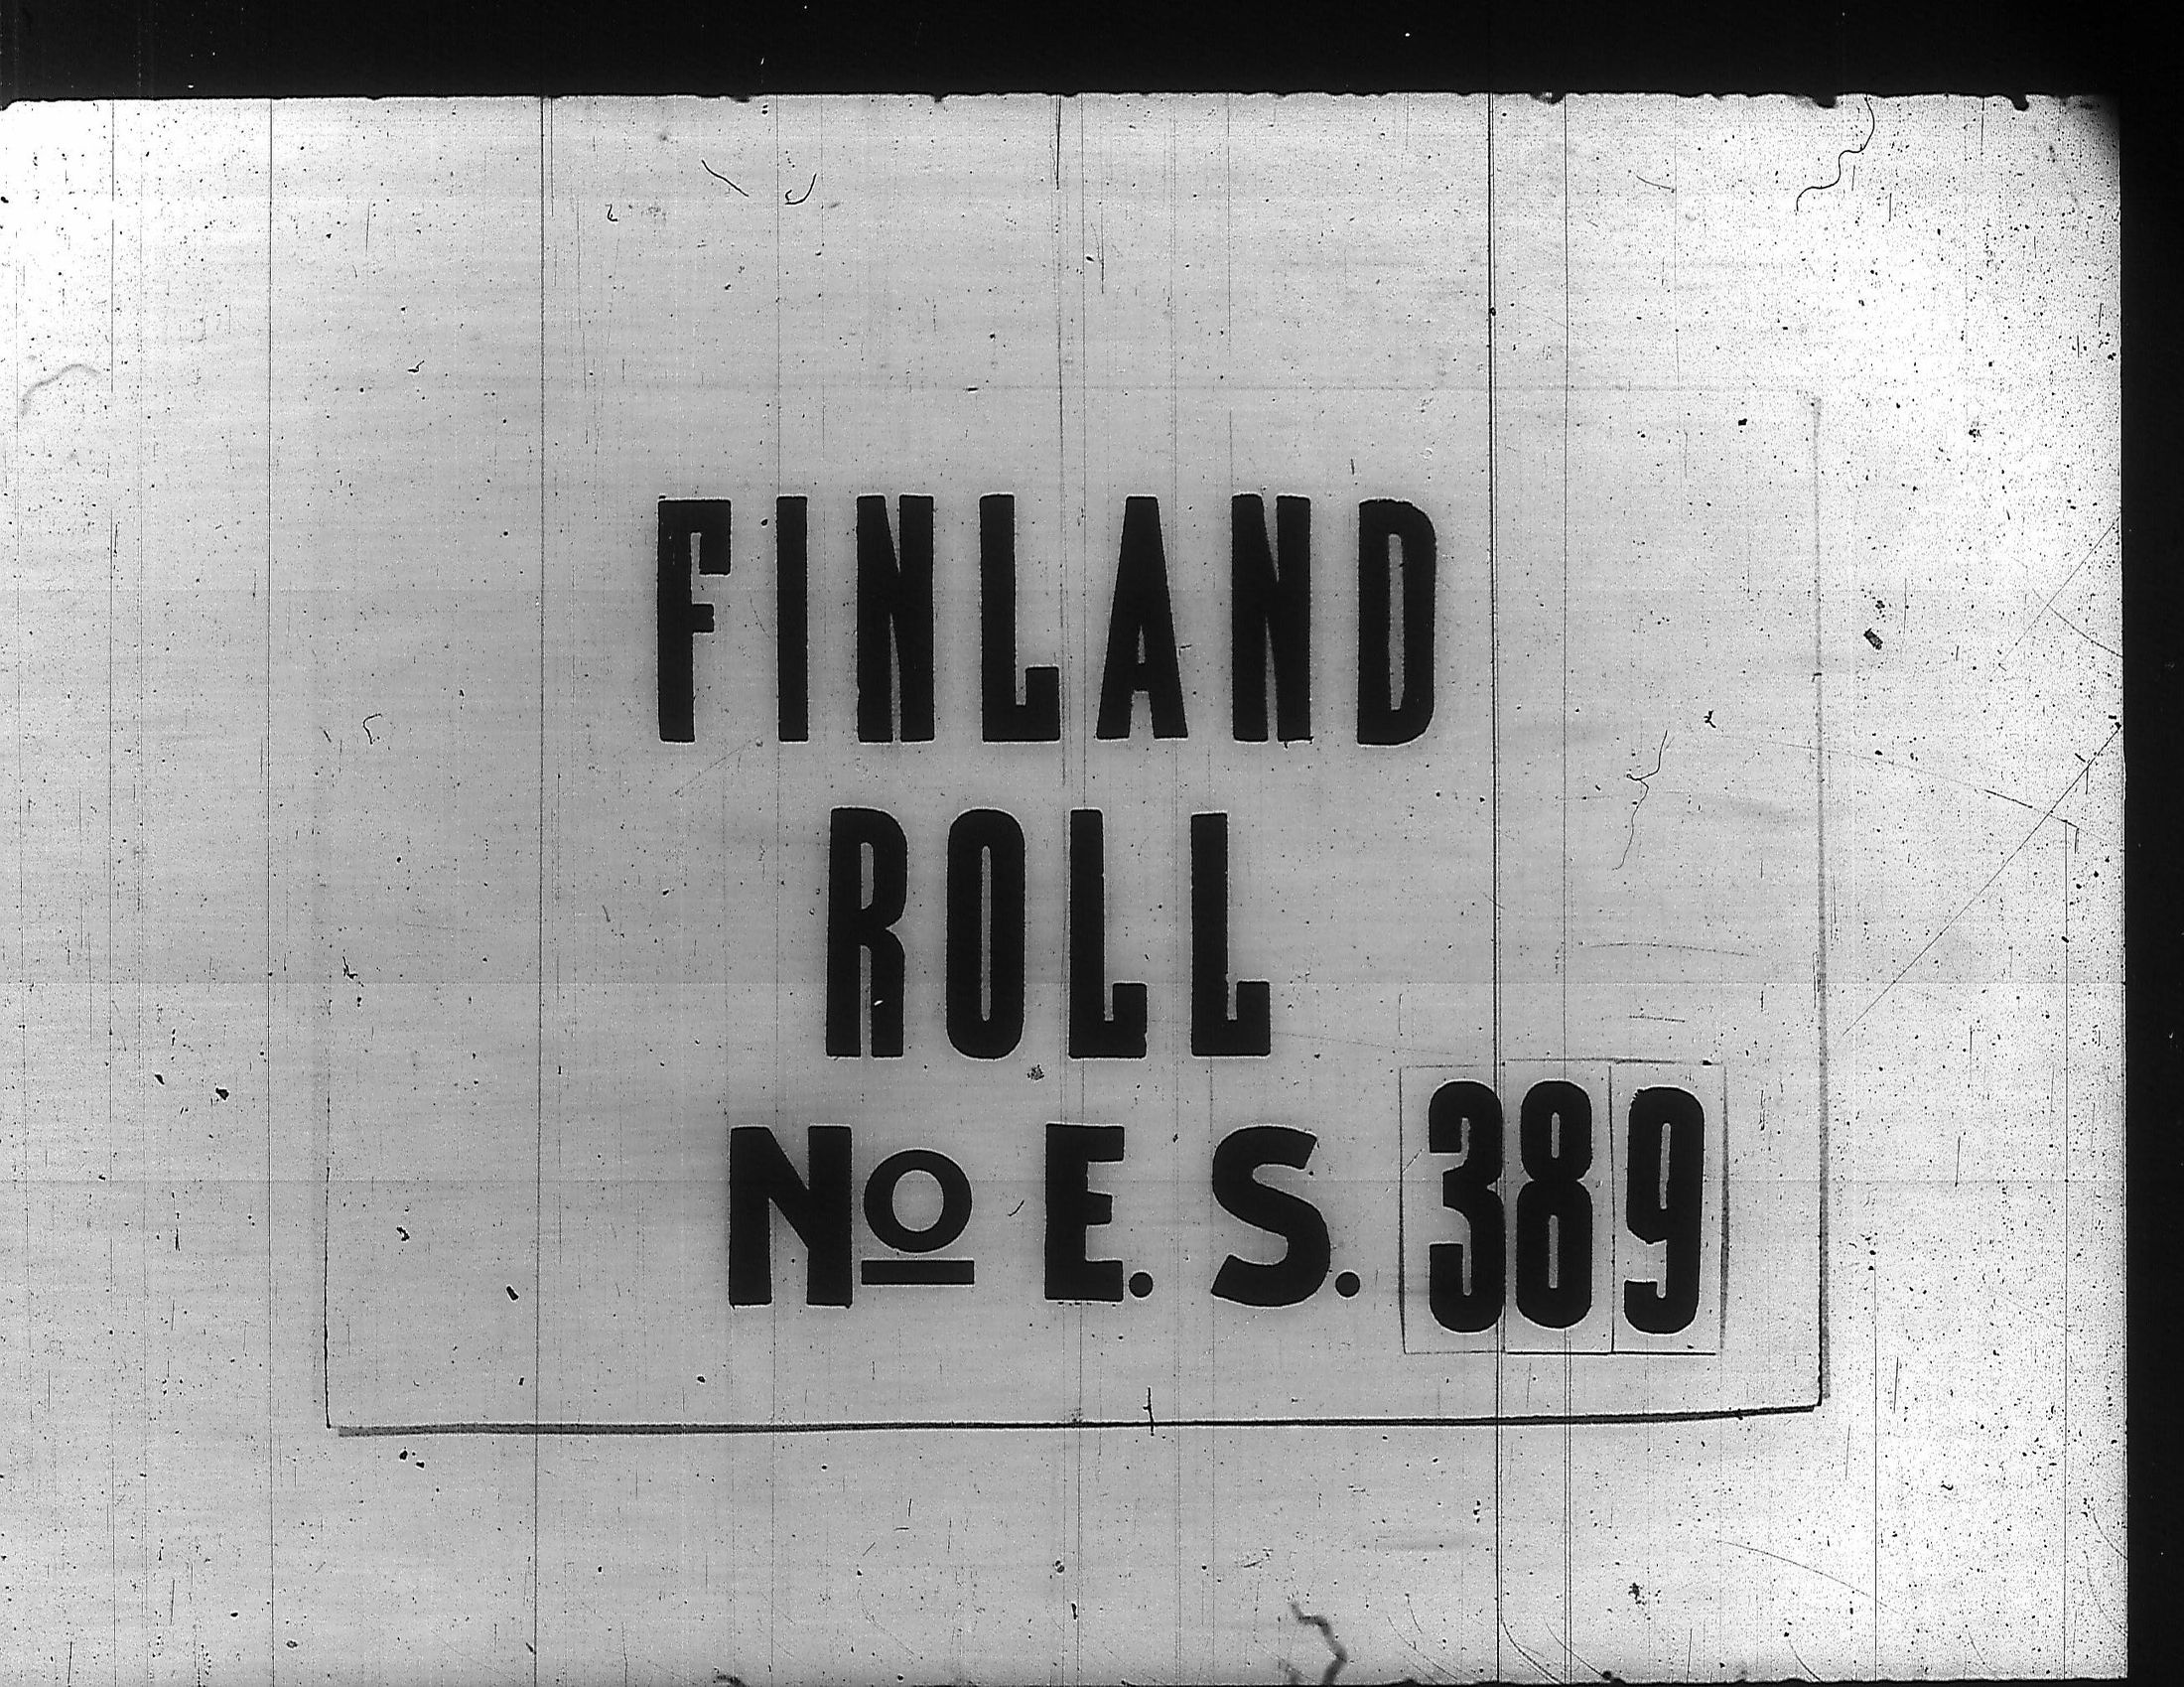 FINLAND
ROLL
Nº E. S. 389